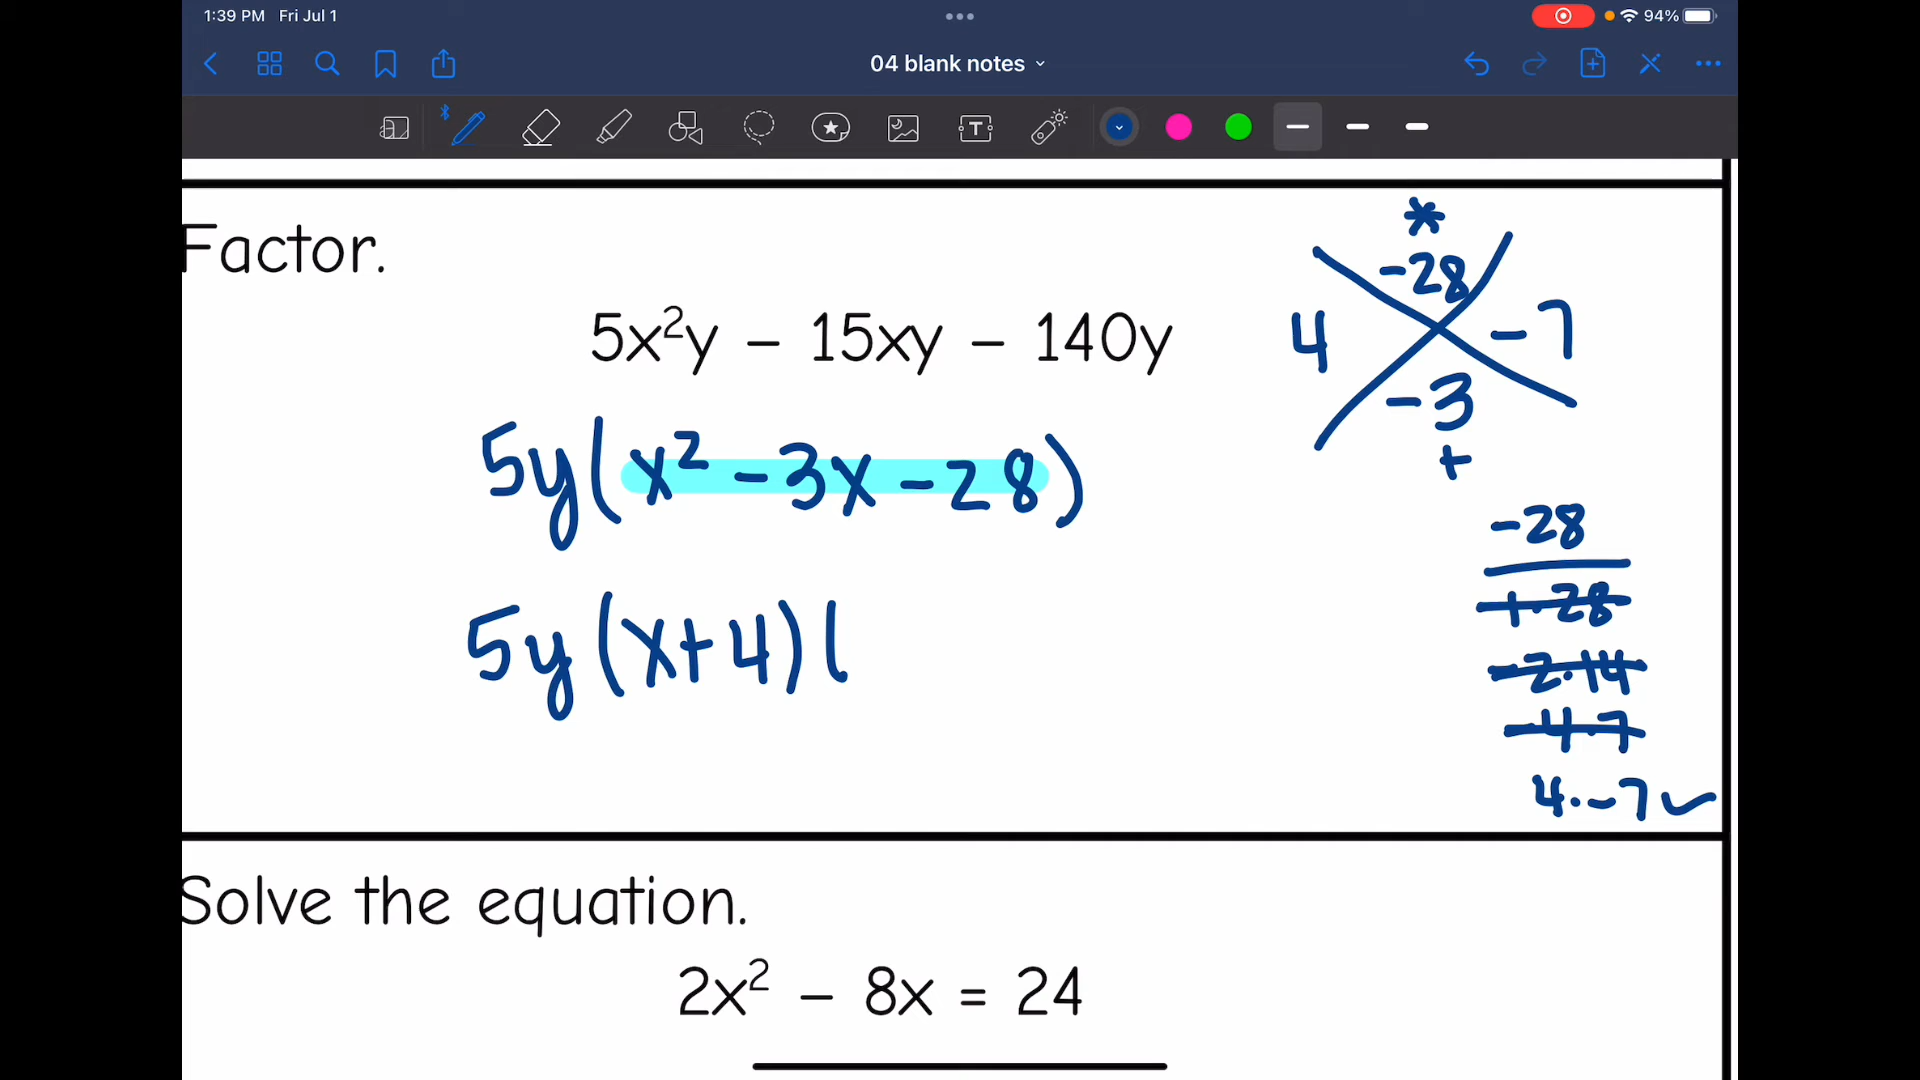 1:39 PM Fri Jul 1
94%
04 blank notes
Factor.
5x²y – 15xy – 140y
5y(x² -3x -28)
5y(x+4)(
*
-28
4 -7
-3
+
-28
1·28
-2·14
-4·7
4·-7 ✓
Solve the equation.
2x² – 8x = 24